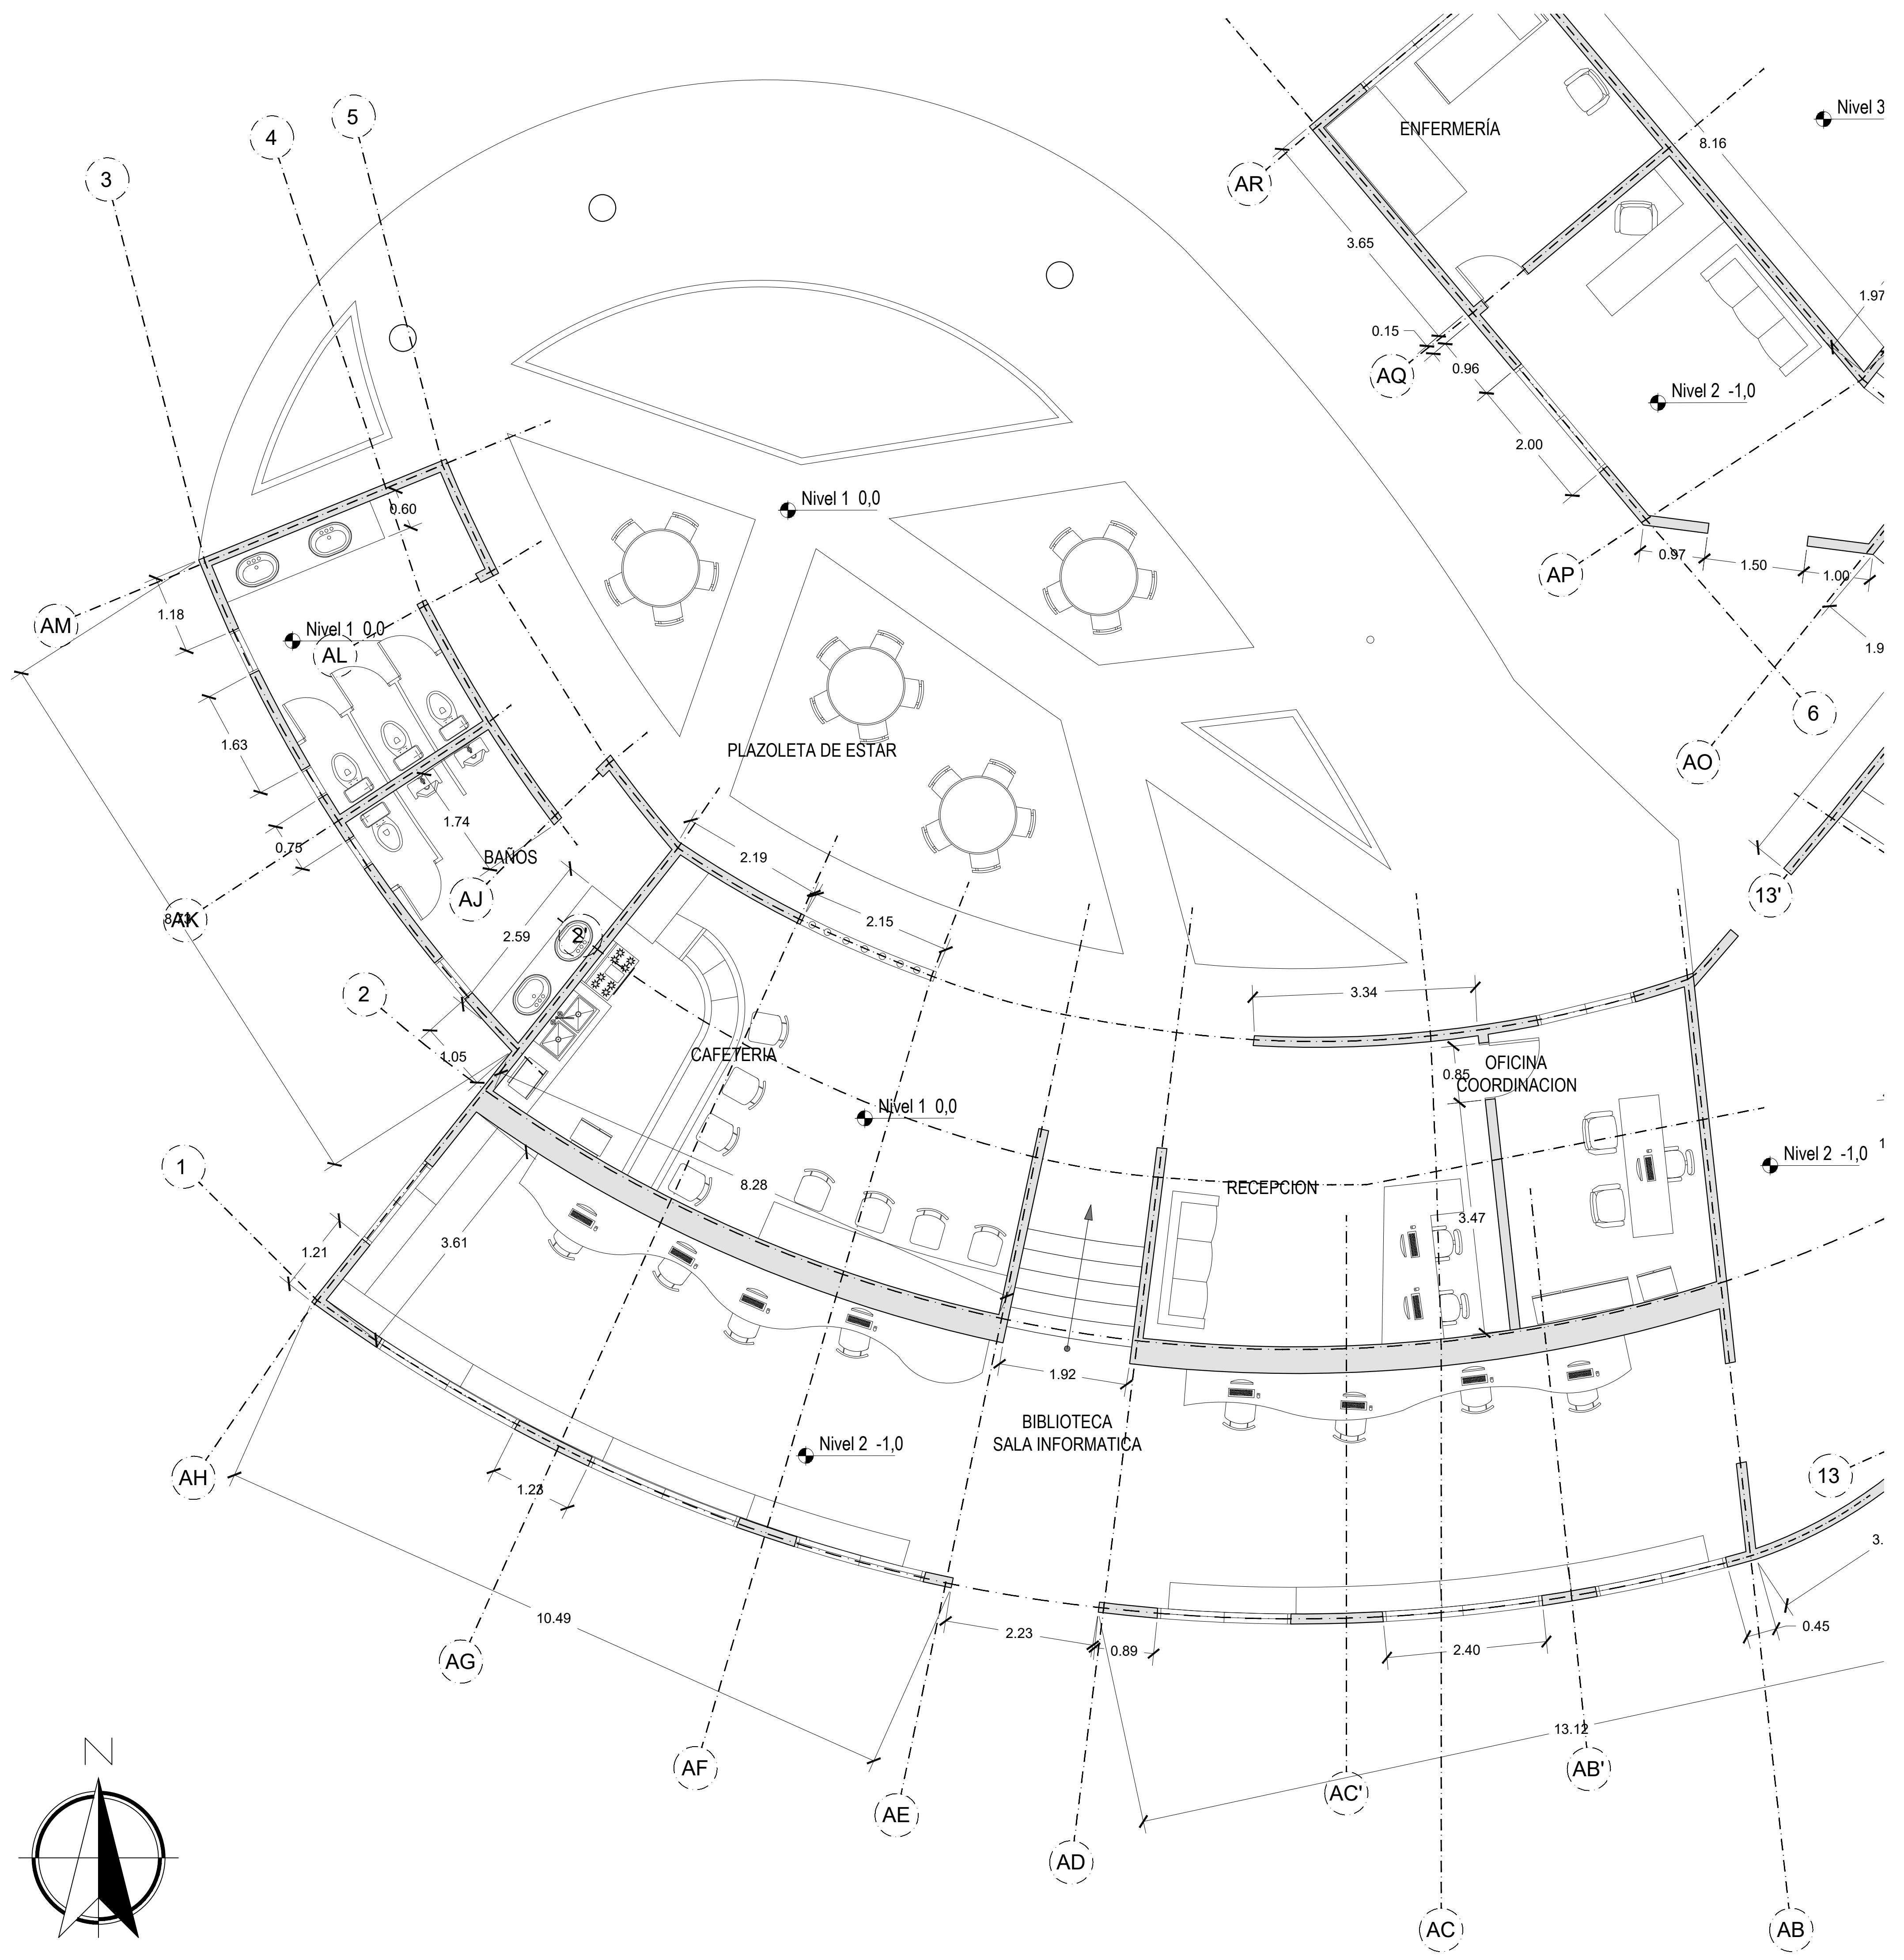 Nivel 3
5
ENFERMERÍA
4
8.16
3
AR
3.65
1.97
0.15
0.96
AQ
Nivel 2 -1,0
2.00
Nivel 1 0,0
0.60
0.97
1.50
1.00
AP
1.18
AM
Nivel 1 0,0
AL
1.9
6
1.63
PLAZOLETA DE ESTAR
AO
1.74
0.75
BAÑOS
2.19
13'
AJ
AK
2.15
2.59
2'
2
3.34
1.05
CAFETERIA
OFICINA
COORDINACION
0.85
Nivel 1 0,0
1
Nivel 2 -1,0
8.28
RECEPCION
3.47
1.21
3.61
1.92
BIBLIOTECA
SALA INFORMATICA
Nivel 2 -1,0
AH
13
1.23
3.
10.49
2.23
0.89
2.40
0.45
AG
13.12
N
AF
AC'
AB'
AE
AD
AC
AB